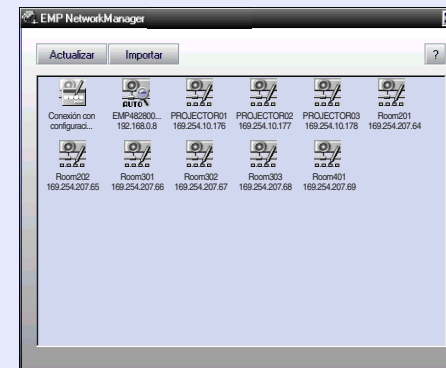 EMP NetworkManager
Actualizar Importar ?
AUTO
Conexión con configuraci...
EMP482800... 192.168.0.8
PROJECTOR01 169.254.10.176
PROJECTOR02 169.254.10.177
PROJECTOR03 169.254.10.178
Room201 169.254.207.64
Room202 169.254.207.65
Room301 169.254.207.66
Room302 169.254.207.67
Room303 169.254.207.68
Room401 169.254.207.69